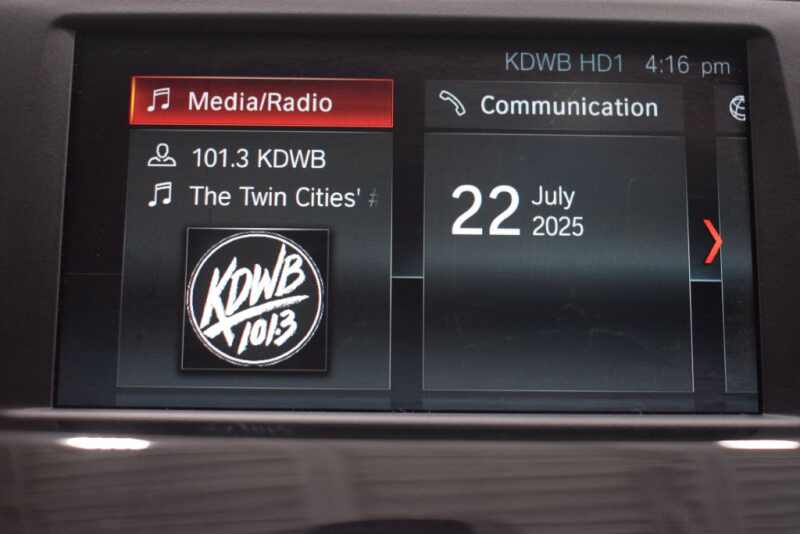 KDWB HD1 4:16 pm
Media/Radio
Communication
101.3 KDWB
The Twin Cities'
22 July
2025
KDWB
101.3